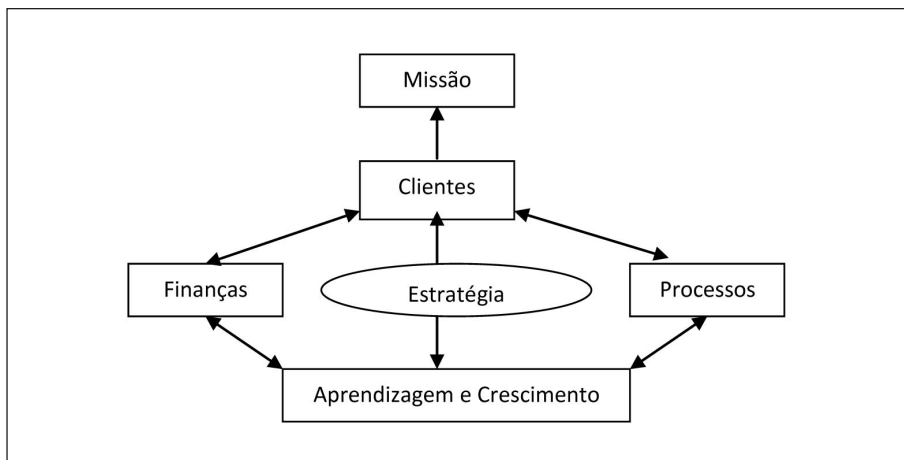 Missão
Clientes
Finanças
Estratégia
Processos
Aprendizagem e Crescimento